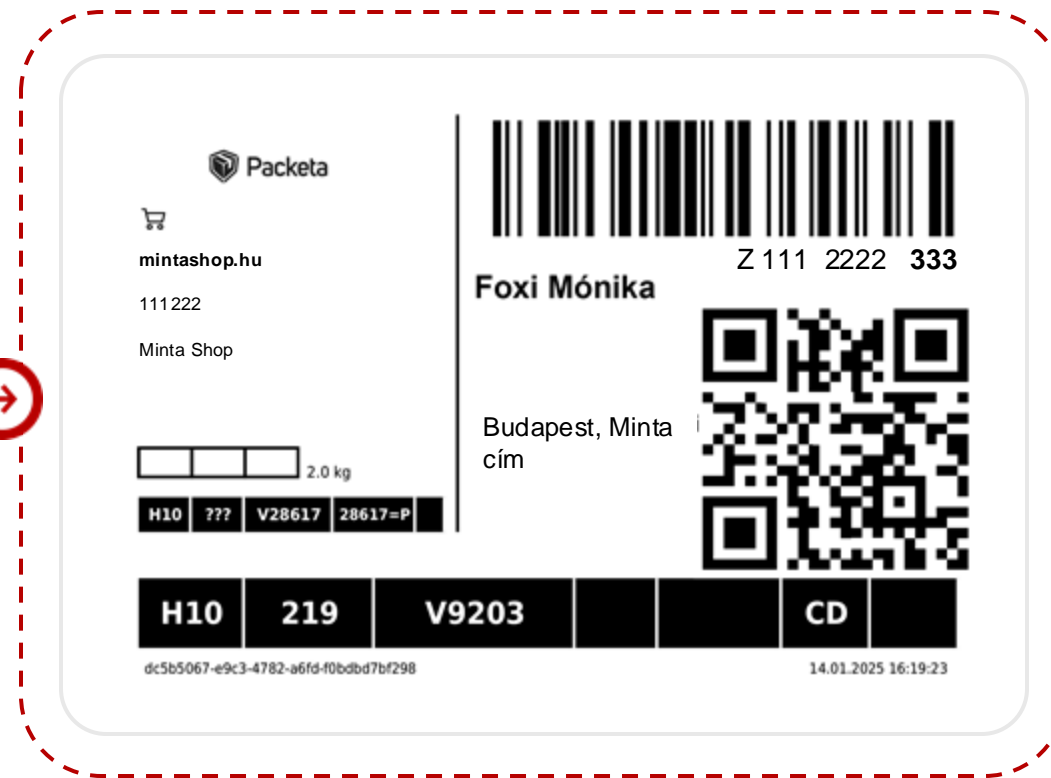 Packeta
mintashop.hu
111222
Minta Shop
2.0 kg
H10 ??? V28617 28617=P
Z 111 2222 333
Foxi Mónika
Budapest, Minta
cím
H10 219 V9203 CD
dc5b5067-e9c3-4782-a6fd-f0bdbd7bf298
14.01.2025 16:19:23